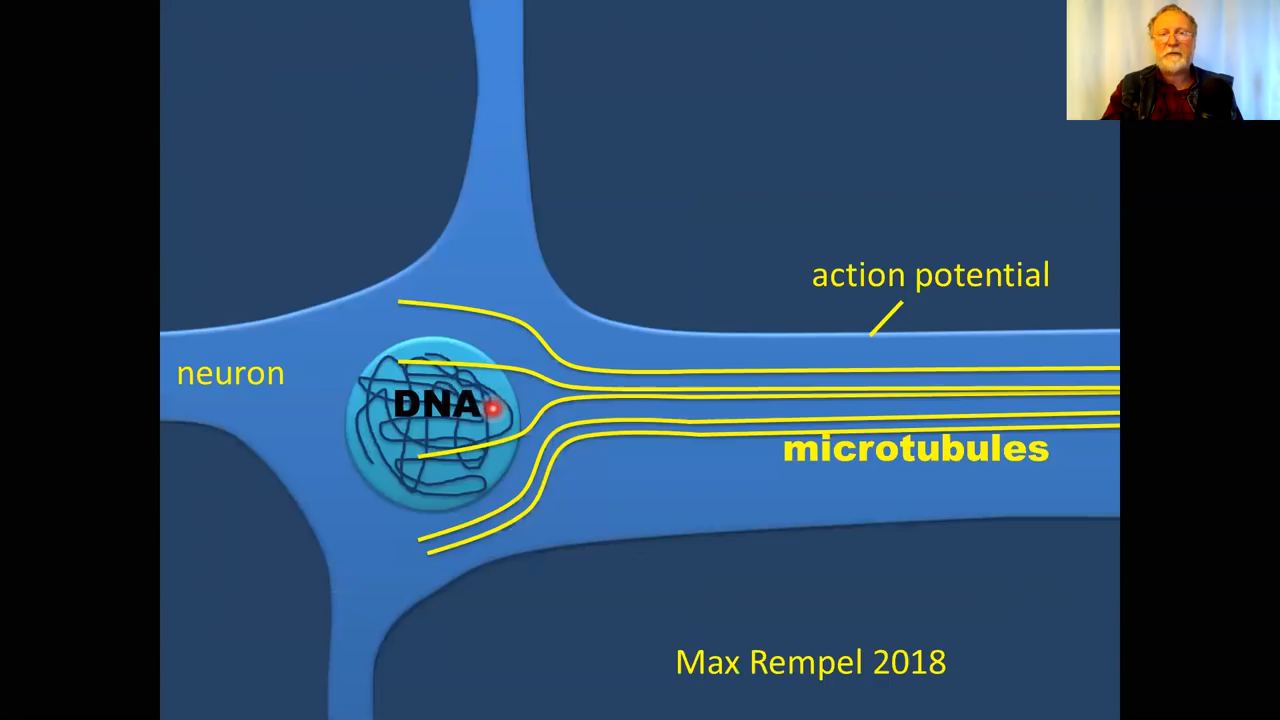 action potential
neuron
DNA
microtubules
Max Rempel 2018